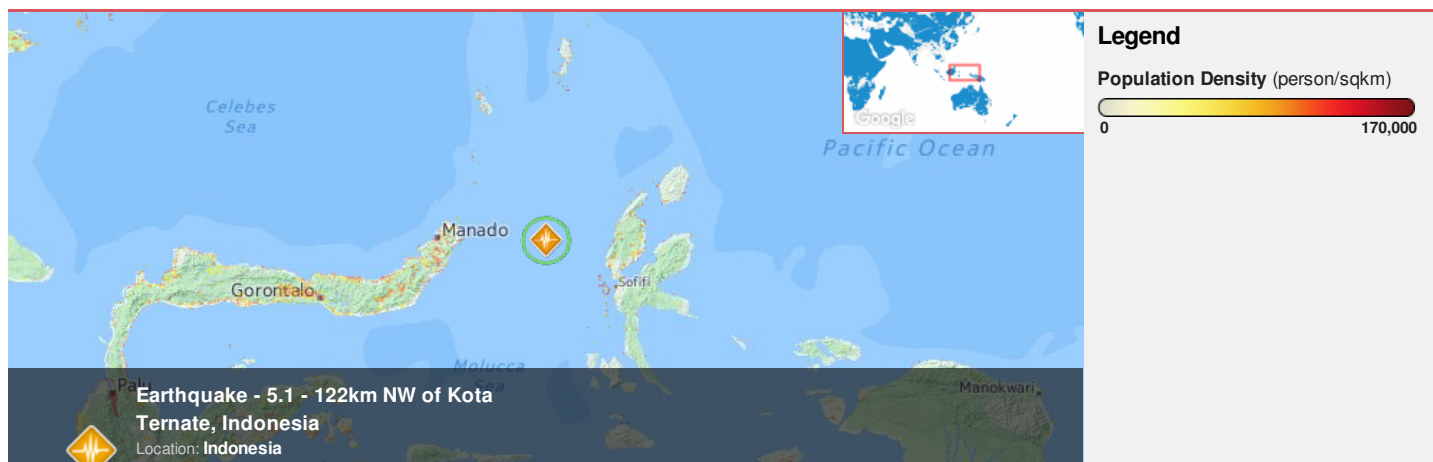 Celebes
Sea
Google
Pacific Ocean
Manado
Gorontalo
Sofifi
Molucca
Sea
Palu
Manokwari
Earthquake - 5.1 - 122km NW of Kota
Ternate, Indonesia
Location: Indonesia
Legend
Population Density (person/sqkm)
0 170,000